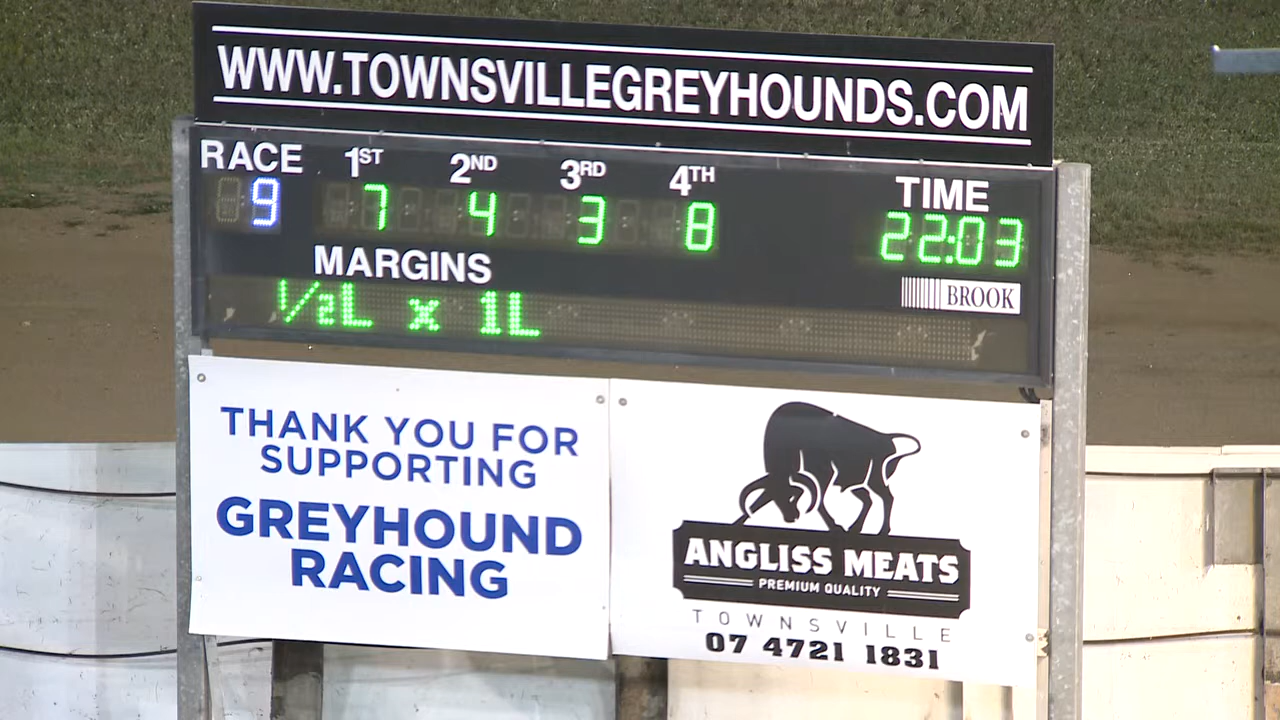 WWW.TOWNSVILLEGREYHOUNDS.COM
RACE 1ST 2ND 3RD 4TH TIME
9 7 4 3 8 22:03
MARGINS
BROOK
1/2L x 1L
THANK YOU FOR
SUPPORTING
GREYHOUND
RACING
ANGLISS MEATS
PREMIUM QUALITY
TOWNSVILLE
07 4721 1831